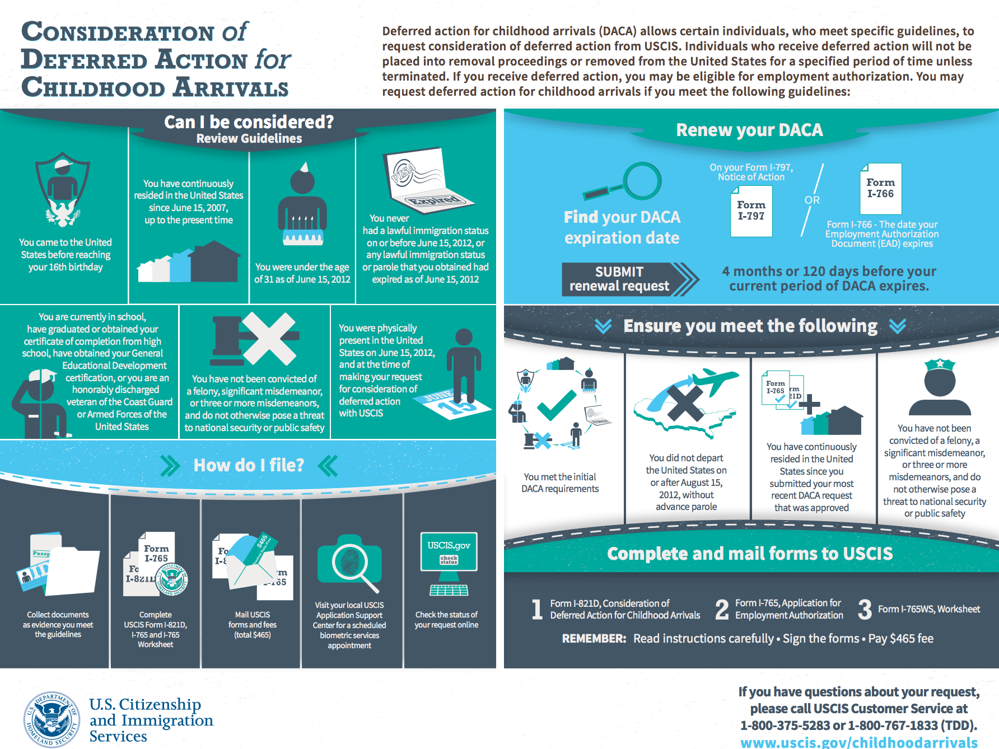 CONSIDERATION of
DEFERRED ACTION for
CHILDHOOD ARRIVALS
Deferred action for childhood arrivals (DACA) allows certain individuals, who meet specific guidelines, to
request consideration of deferred action from USCIS. Individuals who receive deferred action will not be
placed into removal proceedings or removed from the United States for a specified period of time unless
terminated. If you receive deferred action, you may be eligible for employment authorization. You may
request deferred action for childhood arrivals if you meet the following guidelines:
Can I be considered?
Review Guidelines
You came to the United
States before reaching
your 16th birthday
You have continuously
resided in the United States
since June 15, 2007,
up to the present time
You were under the age
of 31 as of June 15, 2012
VISA
Expired
You never
had a lawful immigration status
on or before June 15, 2012, or
any lawful immigration status
or parole that you obtained had
expired as of June 15, 2012
You are currently in school,
have graduated or obtained your
certificate of completion from high
school, have obtained your General
Educational Development
certification, or you are an
honorably discharged
veteran of the Coast Guard
or Armed Forces of the
United States
You have not been convicted of
a felony, significant misdemeanor,
or three or more misdemeanors,
and do not otherwise pose a threat
to national security or public safety
You were physically
present in the United
States on June 15, 2012,
and at the time of
making your request
for consideration of
deferred action
with USCIS
JUNE
15
How do I file?
Passp
ID
Collect documents
as evidence you meet
the guidelines
Form
I-765
Fo
I-821D
U.S. DEPARTMENT OF
HOMELAND SECURITY
Complete
USCIS Form I-821D,
I-765 and I-765
Worksheet
Fo
I-8
$465
rm
I-765
Mail USCIS
forms and fees
(total $465)
Visit your local USCIS
Application Support
Center for a scheduled
biometric services
appointment
USCIS.gov
check
status
Check the status of
your request online
Renew your DACA
Find your DACA
expiration date
On your Form I-797,
Notice of Action
Form
I-797
OR
Form
I-766
Form I-766 - The date your
Employment Authorization
Document (EAD) expires
SUBMIT
renewal request
4 months or 120 days before your
current period of DACA expires.
Ensure you meet the following
You met the initial
DACA requirements
You did not depart
the United States on
or after August 15,
2012, without
advance parole
Form
I-765
rm
21D
You have continuously
resided in the United
States since you
submitted your most
recent DACA request
that was approved
You have not been
convicted of a felony, a
significant misdemeanor,
or three or more
misdemeanors, and do
not otherwise pose a
threat to national security
or public safety
Complete and mail forms to USCIS
1 Form I-821D, Consideration of
Deferred Action for Childhood Arrivals
2 Form I-765, Application for
Employment Authorization
3 Form I-765WS, Worksheet
REMEMBER: Read instructions carefully • Sign the forms • Pay $465 fee
U.S. DEPARTMENT OF
HOMELAND SECURITY
U.S. Citizenship
and Immigration
Services
If you have questions about your request,
please call USCIS Customer Service at
1-800-375-5283 or 1-800-767-1833 (TDD).
www.uscis.gov/childhoodarrivals